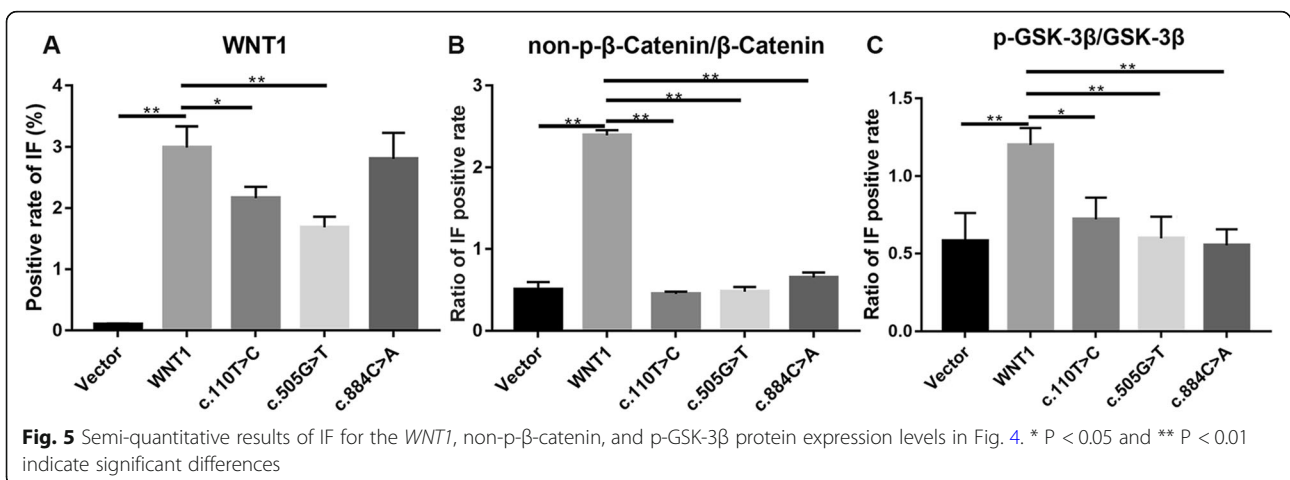 A
WNT1
Positive rate of IF (%)
4
3
2
1
0
**
*
**
Vector
WNT1
c.110T>C
c.505G>T
c.884C>A
B
non-p-β-Catenin/β-Catenin
Ratio of IF positive rate
3
2
1
0
**
**
**
**
Vector
WNT1
c.110T>C
c.505G>T
c.884C>A
C
p-GSK-3β/GSK-3β
Ratio of IF positive rate
1.5
1.0
0.5
0.0
**
*
**
**
Vector
WNT1
c.110T>C
c.505G>T
c.884C>A
Fig. 5 Semi-quantitative results of IF for the WNT1, non-p-β-catenin, and p-GSK-3β protein expression levels in Fig. 4. * P < 0.05 and ** P < 0.01
indicate significant differences